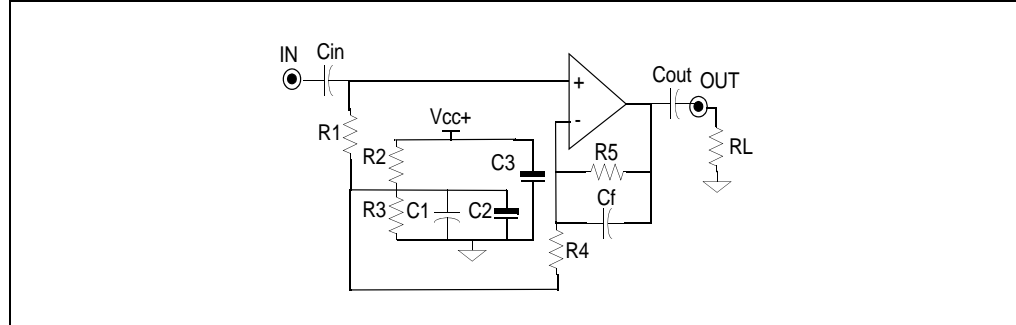 IN
Cin
Cout
OUT
+
-
Vcc+
R1
R2
C3
R5
RL
R3
C1
C2
Cf
R4